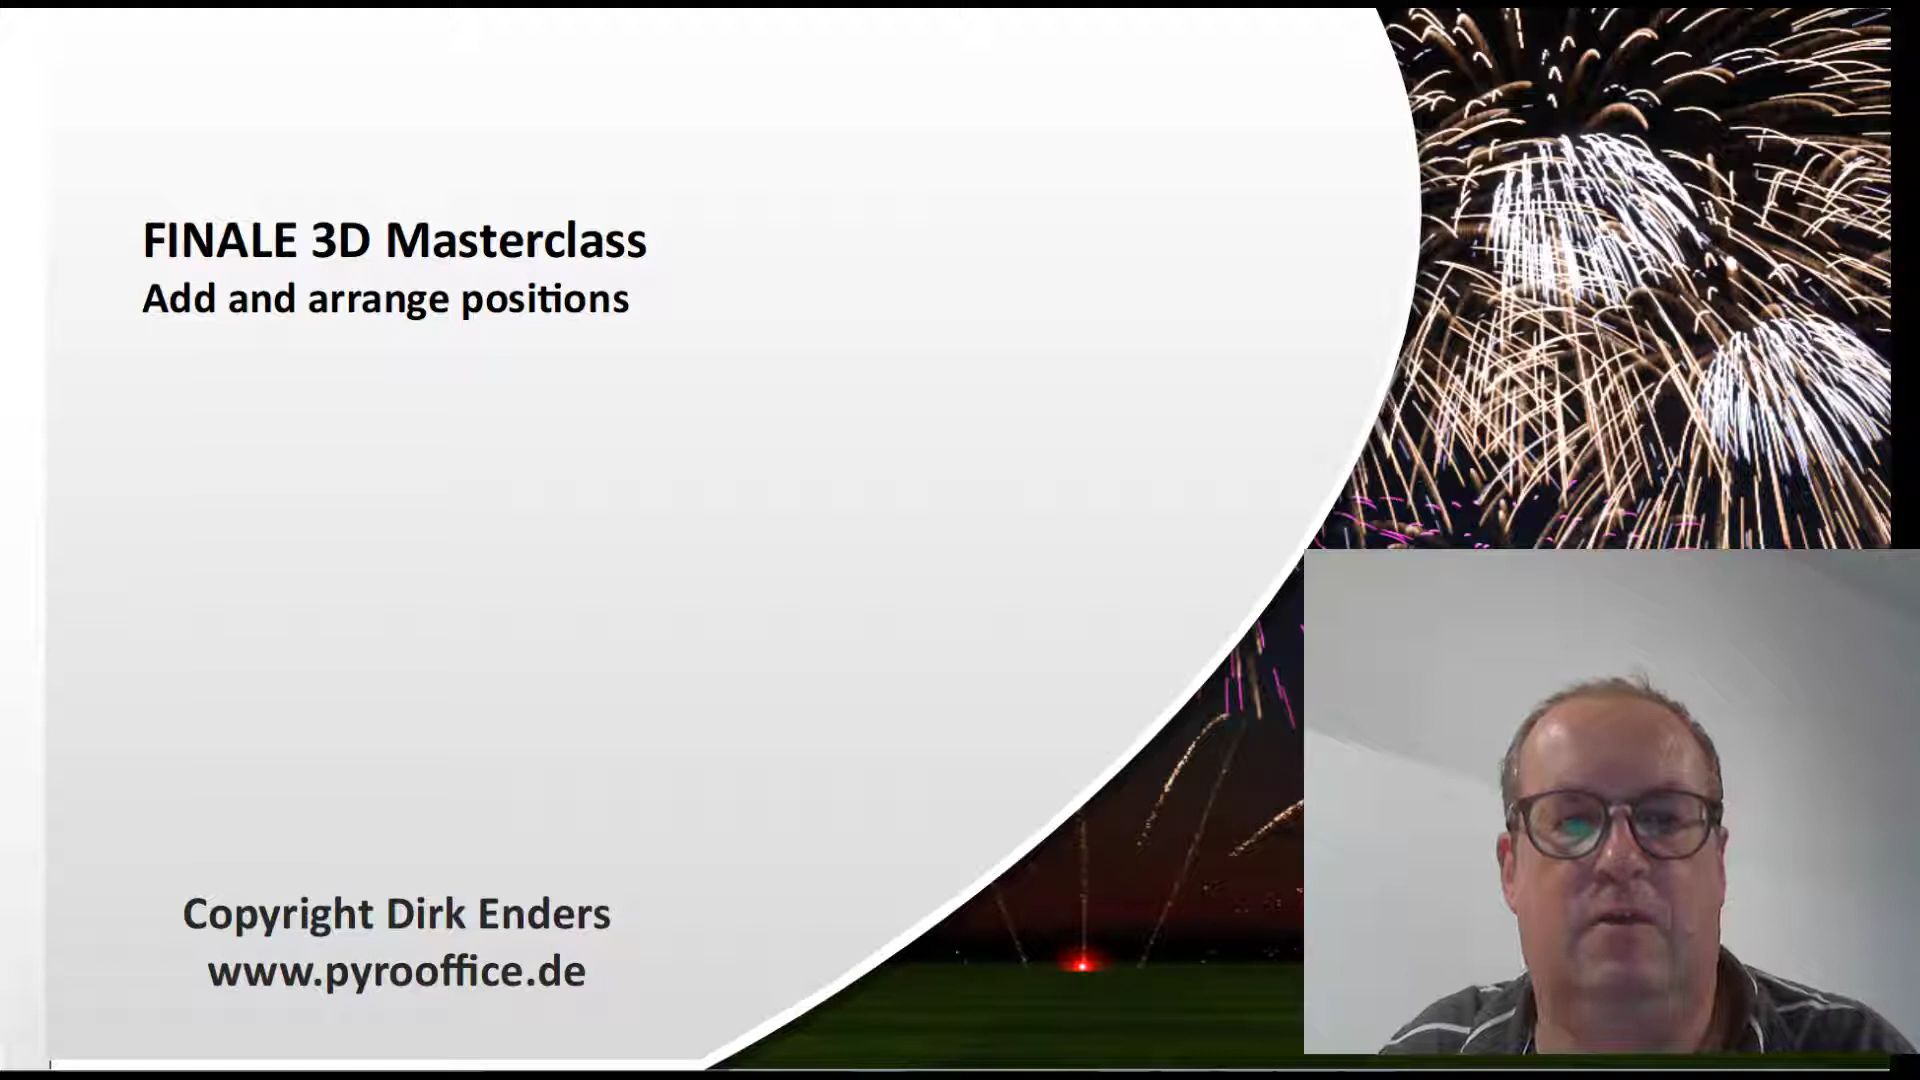 FINALE 3D Masterclass
Add and arrange positions
Copyright Dirk Enders
www.pyrooffice.de